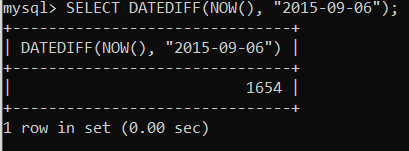 mysql> SELECT DATEDIFF(NOW(), "2015-09-06");
+-------------------------------+
| DATEDIFF(NOW(), "2015-09-06") |
+-------------------------------+
|                          1654 |
+-------------------------------+
1 row in set (0.00 sec)